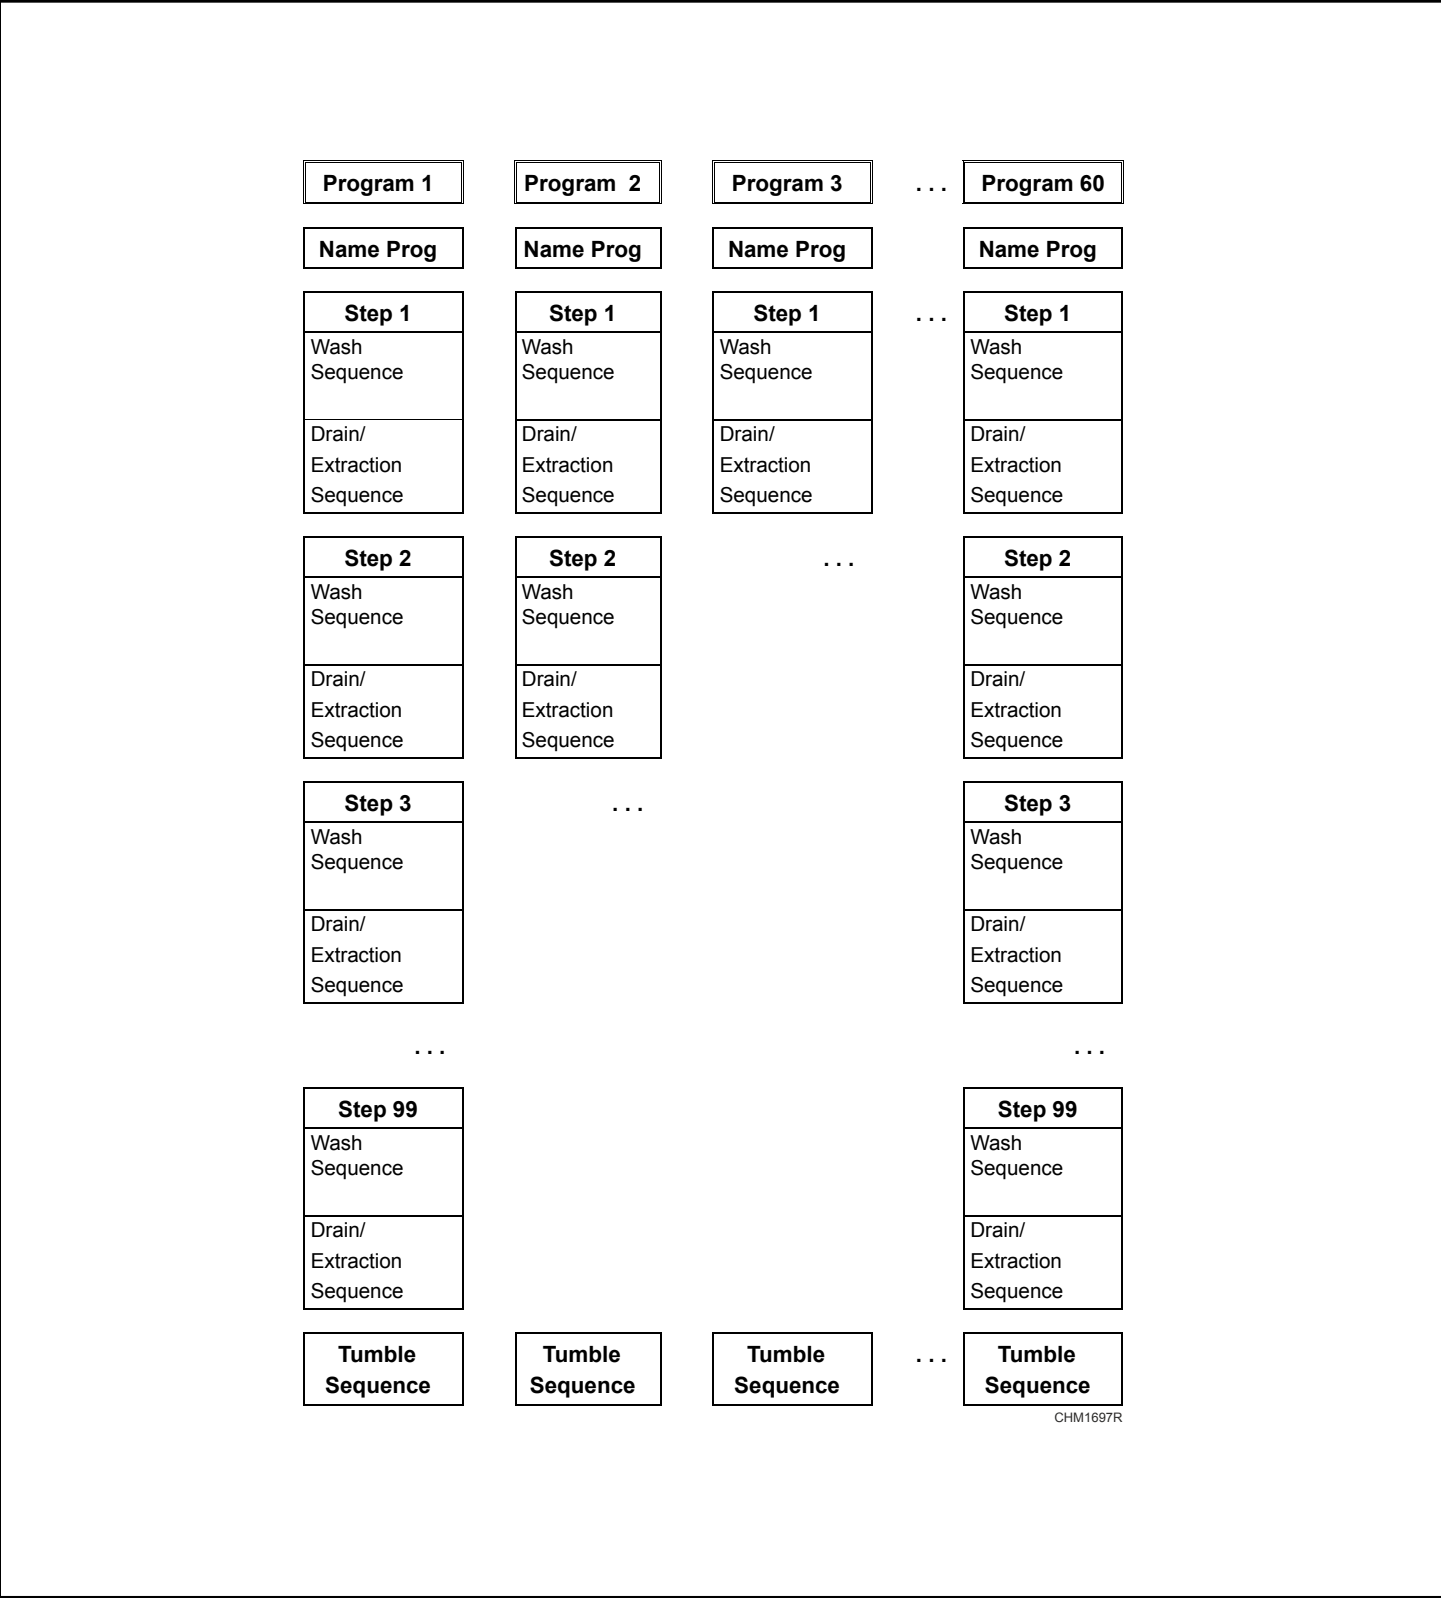 Program 1 Program 2 Program 3 . . . Program 60
Name Prog Name Prog Name Prog Name Prog
Step 1 Step 1 Step 1 . . . Step 1
Wash Wash Wash Wash
Sequence Sequence Sequence Sequence
Drain/ Drain/ Drain/ Drain/
Extraction Extraction Extraction Extraction
Sequence Sequence Sequence Sequence
Step 2 Step 2 . . . Step 2
Wash Wash Wash
Sequence Sequence Sequence
Drain/ Drain/ Drain/
Extraction Extraction Extraction
Sequence Sequence Sequence
Step 3 . . . Step 3
Wash Wash
Sequence Sequence
Drain/ Drain/
Extraction Extraction
Sequence Sequence
. . . . . .
Step 99 Step 99
Wash Wash
Sequence Sequence
Drain/ Drain/
Extraction Extraction
Sequence Sequence
Tumble Tumble Tumble . . . Tumble
Sequence Sequence Sequence Sequence
CHM1697R